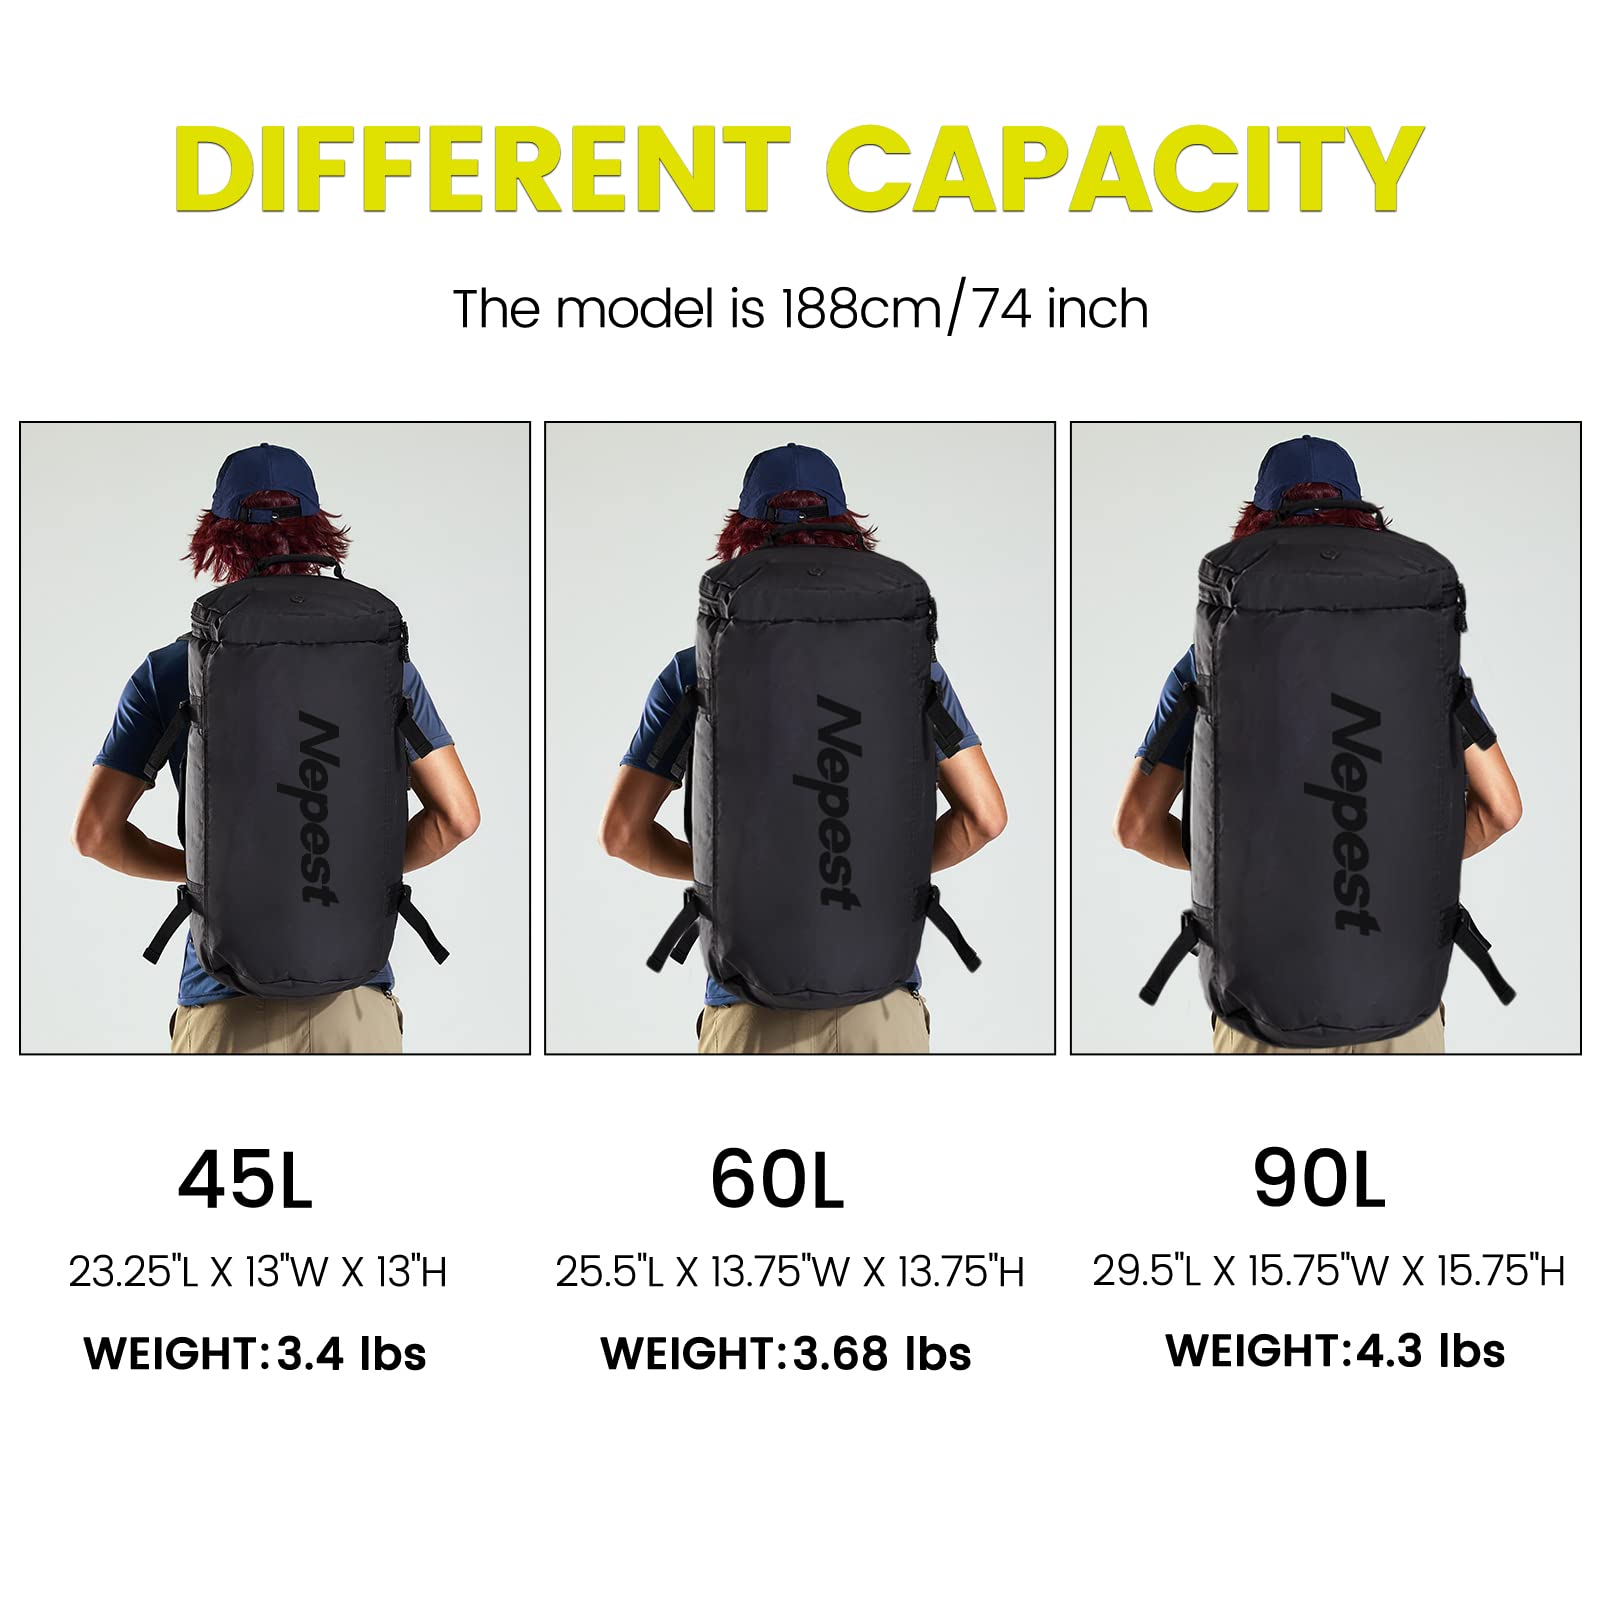 DIFFERENT CAPACITY
The model is 188cm/74 inch
Nepest
Nepest
Nepest
45L
60L
90L
23.25"L X 13"W X 13"H
25.5"L X 13.75"W X 13.75"H
29.5"L X 15.75"W X 15.75"H
WEIGHT:3.4 lbs
WEIGHT:3.68 lbs
WEIGHT:4.3 lbs